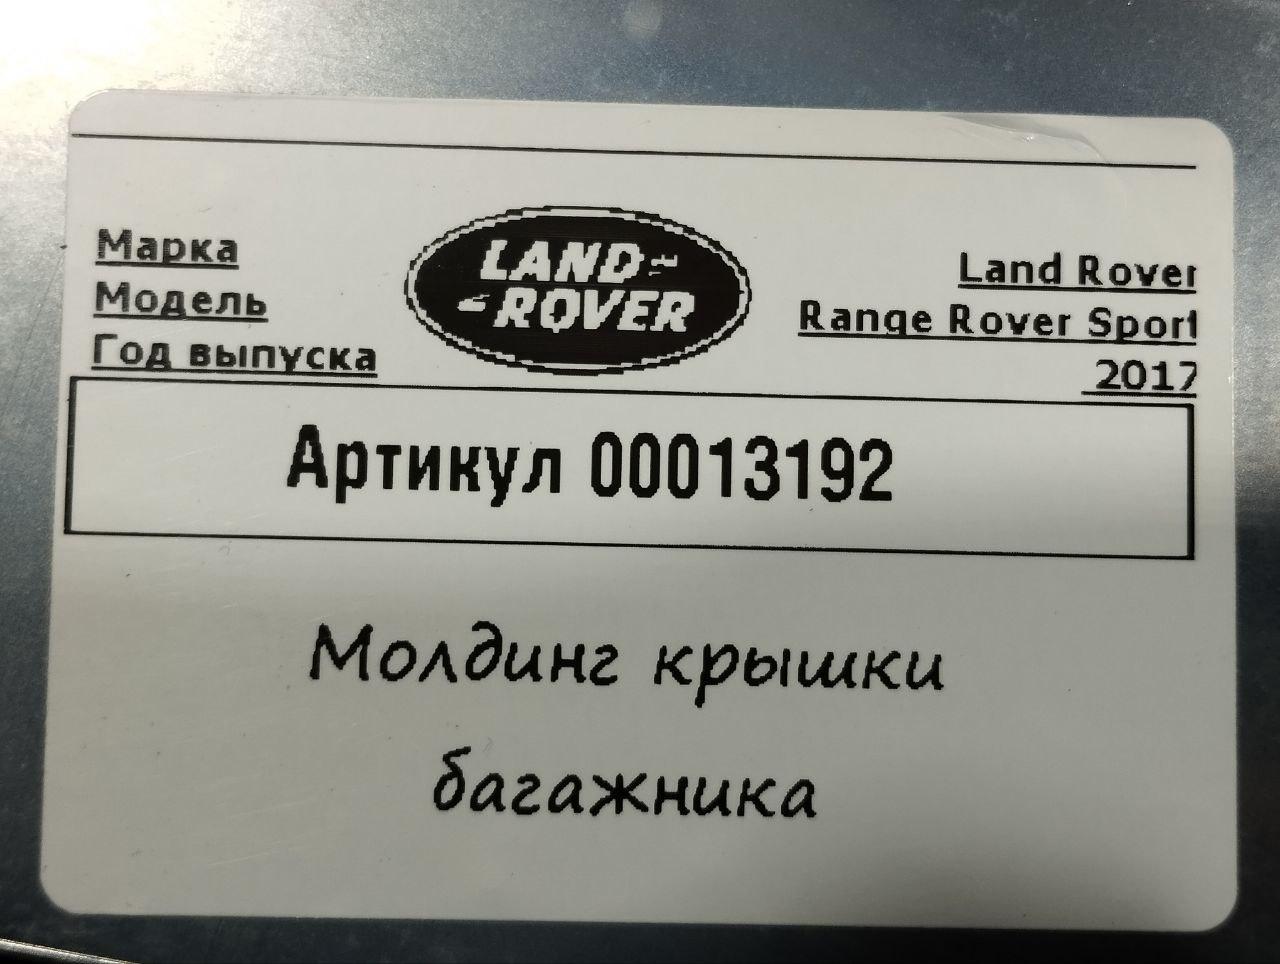 Марка
Модель
Год выпуска
LAND
ROVER
Land Rover
Range Rover Sport
2017
Артикул 00013192
Молдинг крышки
багажника